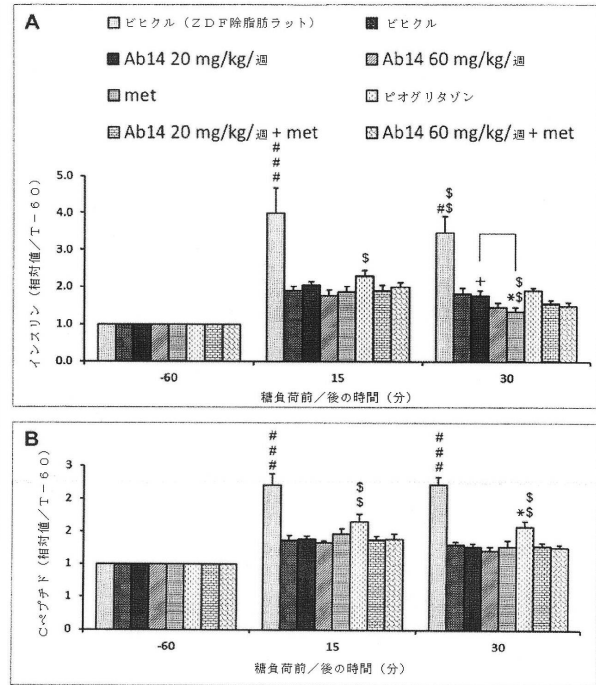 A
ビヒクル（ＺＤＦ除脂肪ラット） ビヒクル
Ab14 20 mg/kg/週 Ab14 60 mg/kg/週
met ピオグリタゾン
Ab14 20 mg/kg/週 + met Ab14 60 mg/kg/週 + met
インスリン（相対値／Ｔ－６０）
5.0
4.0
3.0
2.0
1.0
0.0
#
#
#
$
$
#$
+
$
*$
-60 15 30
糖負荷前／後の時間（分）
B
Ｃペプチド（相対値／Ｔ－６０）
3
2
2
1
1
0
#
#
#
$
$
#
#
#
$
*$
-60 15 30
糖負荷前／後の時間（分）